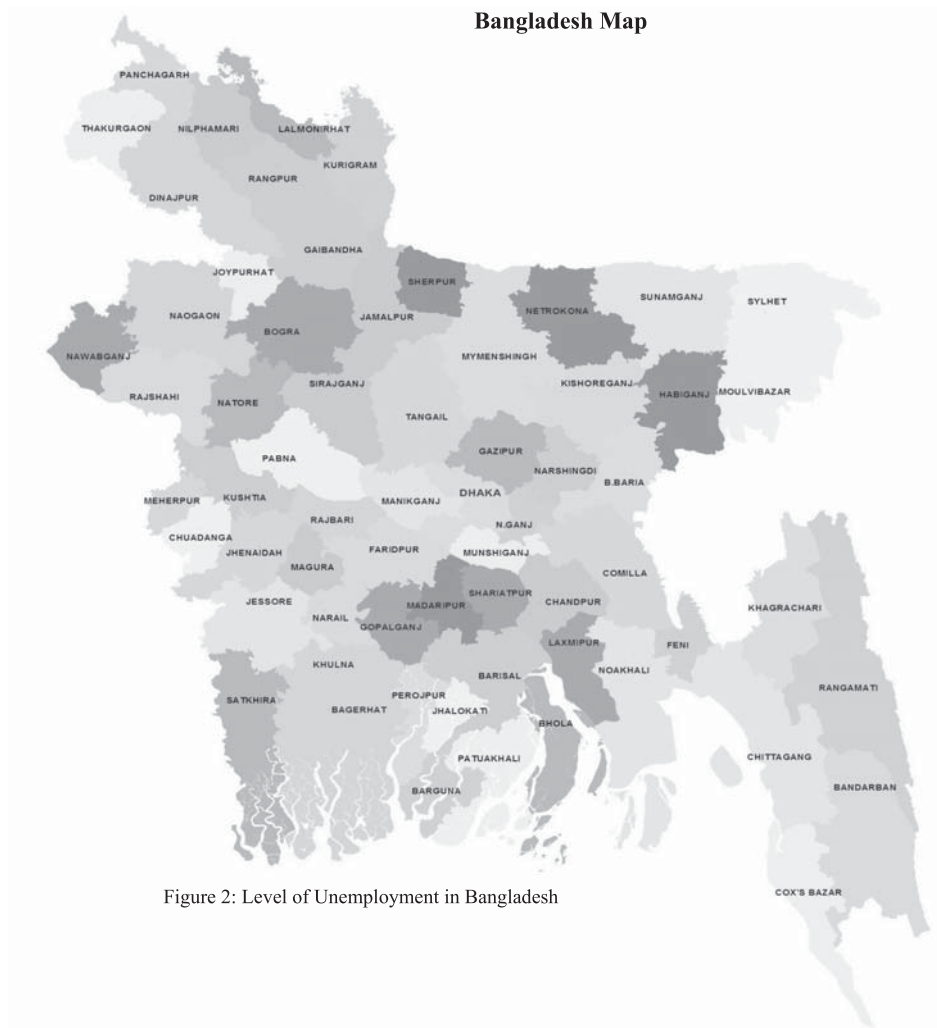 Bangladesh Map
PANCHAGARH
THAKURGAON
NILPHAMARI
LALMONIRHAT
KURIGRAM
RANGPUR
DINAJPUR
GAIBANDHA
JOYPURHAT
SHERPUR
NETROKONA
SUNAMGANJ
SYLHET
NAOGAON
BOGRA
JAMALPUR
NAWABGANJ
MYMENSHINGH
RAJSHAHI
NATORE
SIRAJGANJ
KISHOREGANJ
HABIGANJ
MOULVIBAZAR
TANGAIL
PABNA
GAZIPUR
NARSHINGDI
B.BARIA
MEHERPUR
KUSHTIA
MANIKGANJ
DHAKA
RAJBARI
N.GANJ
CHUADANGA
JHENAIDAH
FARIDPUR
MUNSHIGANJ
MAGURA
COMILLA
JESSORE
MADARIPUR
SHARIATPUR
CHANDPUR
KHAGRACHARI
NARAIL
GOPALGANJ
LAXMIPUR
FENI
KHULNA
BARISAL
NOAKHALI
SATKHIRA
BAGERHAT
PEROJPUR
JHALOKATI
RANGAMATI
BHOLA
PATUAKHALI
CHITTAGANG
BARGUNA
BANDARBAN
COX'S BAZAR
Figure 2: Level of Unemployment in Bangladesh